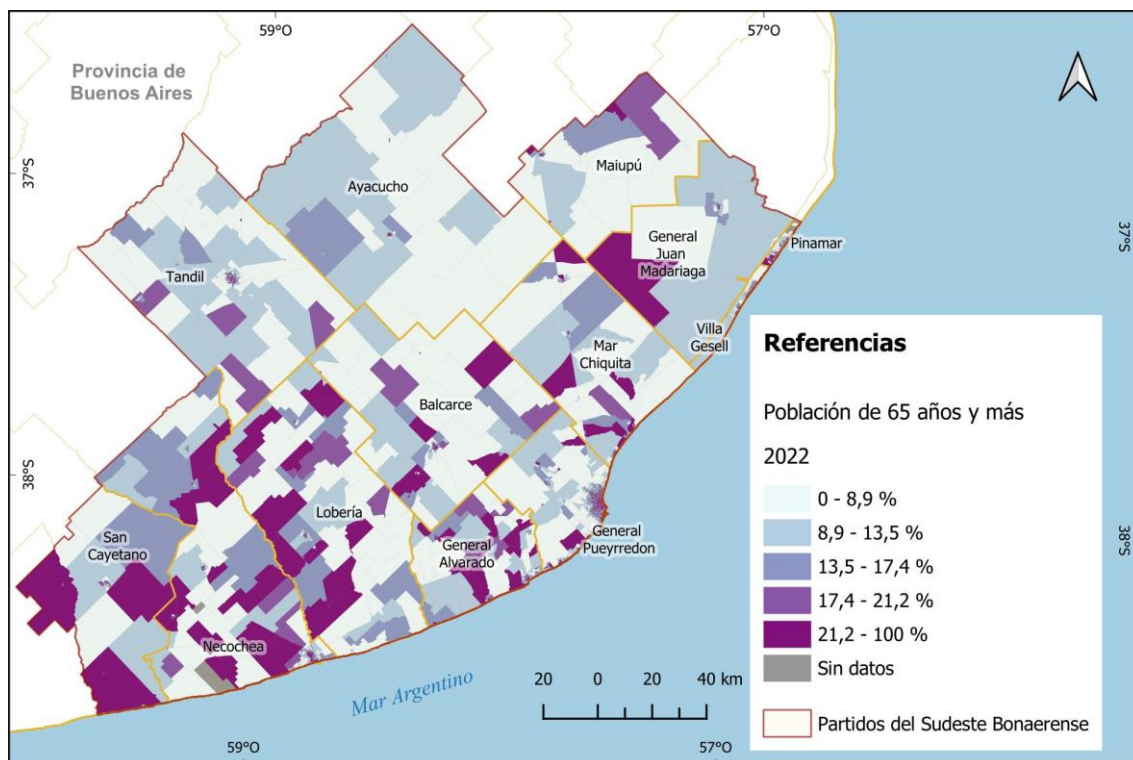 59°O
57°O
Provincia de
Buenos Aires
37°S
Maiupú
Ayacucho
General
Juan
Madariaga
Pinamar
37°S
Tandil
Villa
Gesell
Mar
Chiquita
Balcarce
38°S
Lobería
San
Cayetano
General
Alvarado
General
Pueyrredon
38°S
Necochea
Mar Argentino
20 0 20 40 km
59°O
57°O
Referencias
Población de 65 años y más
2022
0 - 8,9 %
8,9 - 13,5 %
13,5 - 17,4 %
17,4 - 21,2 %
21,2 - 100 %
Sin datos
Partidos del Sudeste Bonaerense